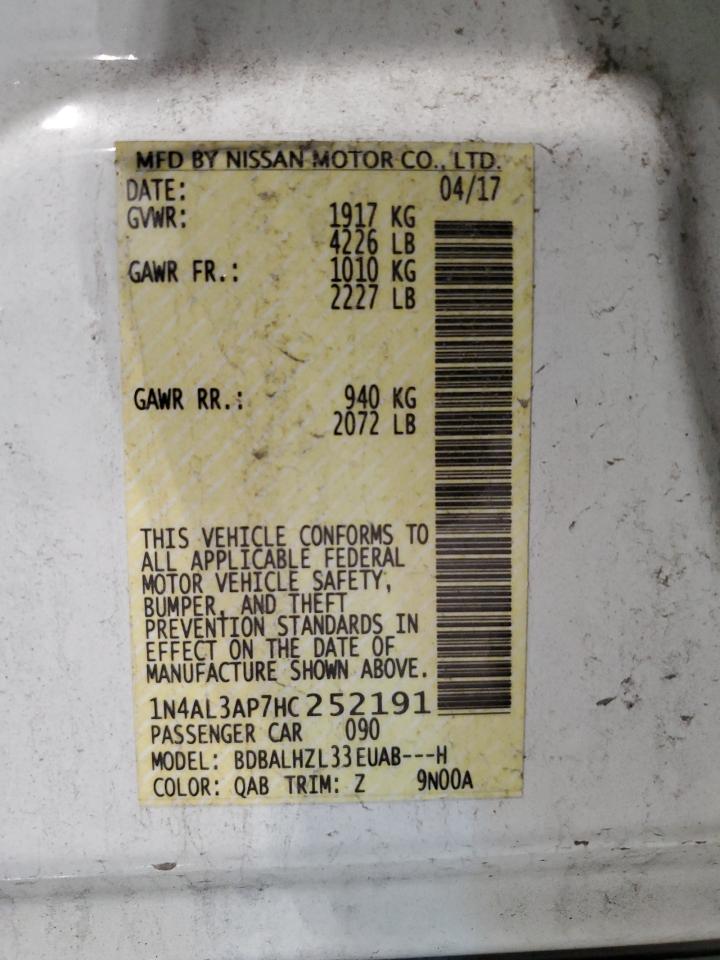 MFD BY NISSAN MOTOR CO., LTD.
DATE: 04/17
GVWR: 1917 KG
4226 LB
GAWR FR.: 1010 KG
2227 LB
GAWR RR.: 940 KG
2072 LB
THIS VEHICLE CONFORMS TO
ALL APPLICABLE FEDERAL
MOTOR VEHICLE SAFETY,
BUMPER, AND THEFT
PREVENTION STANDARDS IN
EFFECT ON THE DATE OF
MANUFACTURE SHOWN ABOVE.
1N4AL3AP7HC252191
PASSENGER CAR 090
MODEL: BDBALHZL33EUAB---H
COLOR: QAB TRIM: Z 9N00A